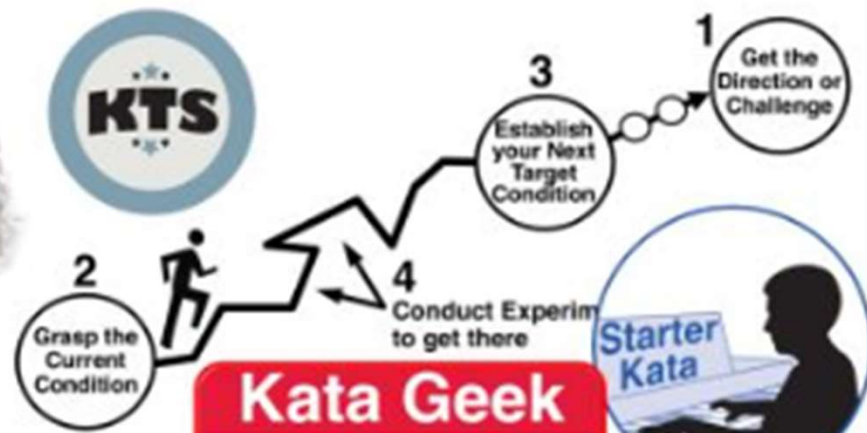 KTS
1
Get the
Direction or
Challenge
3
Establish
your Next
Target
Condition
2
Grasp the
Current
Condition
4
Conduct Experim
to get there
Starter
Kata
Kata Geek